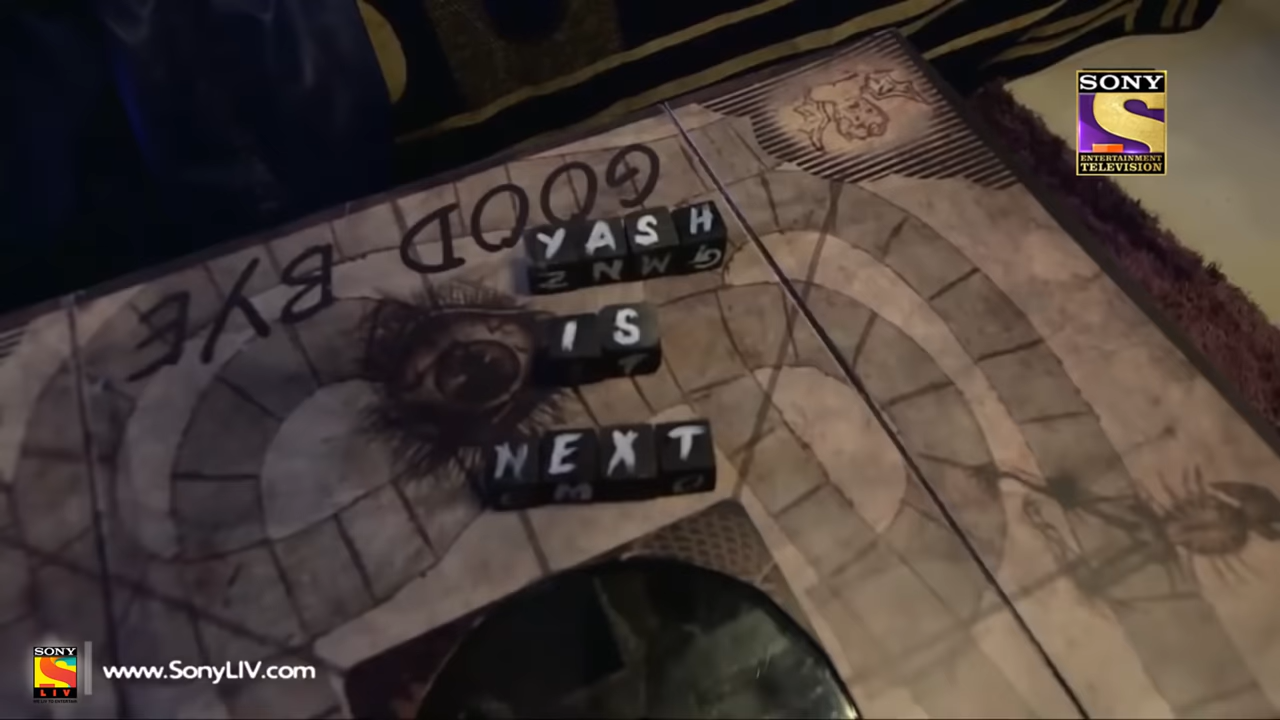 SONY
S
ENTERTAINMENT
TELEVISION
GOOD BYE
YASH
IS
NEXT
SONY
S
LIV
www.SonyLIV.com